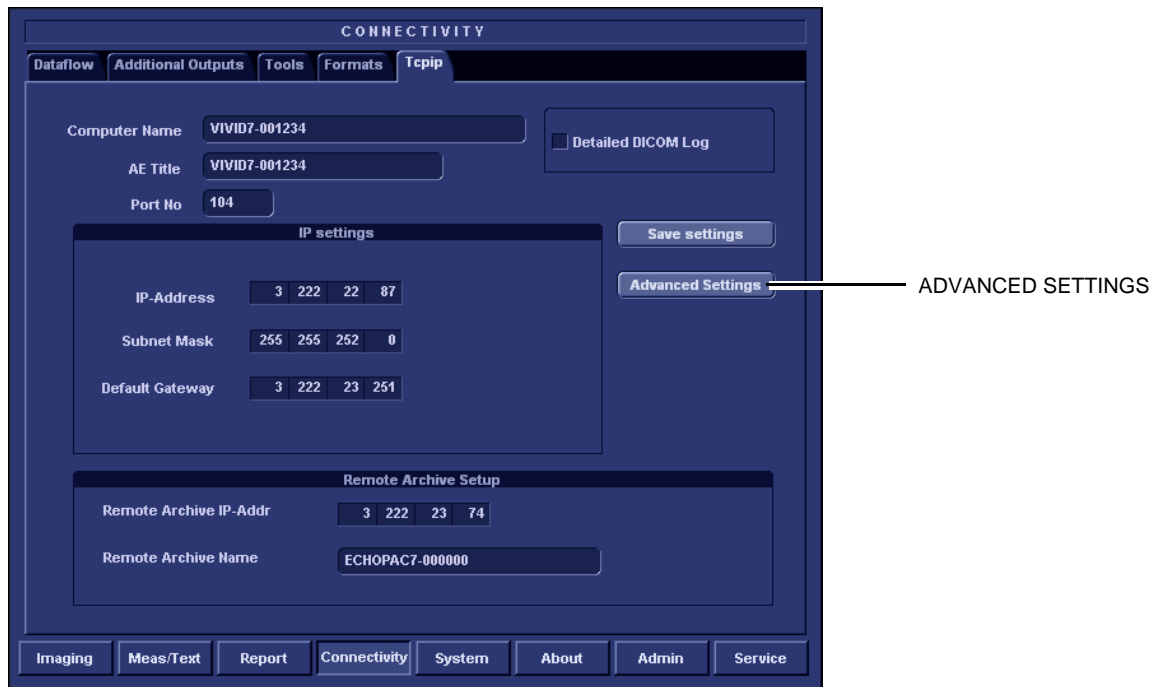 CONNECTIVITY
Dataflow Additional Outputs Tools Formats Tcpip
Computer Name VIVID7-001234
Detailed DICOM Log
AE Title VIVID7-001234
Port No 104
IP settings
Save settings
IP-Address 3 222 22 87
Advanced Settings
ADVANCED SETTINGS
Subnet Mask 255 255 252 0
Default Gateway 3 222 23 251
Remote Archive Setup
Remote Archive IP-Addr 3 222 23 74
Remote Archive Name ECHOPAC7-000000
Imaging Meas/Text Report Connectivity System About Admin Service